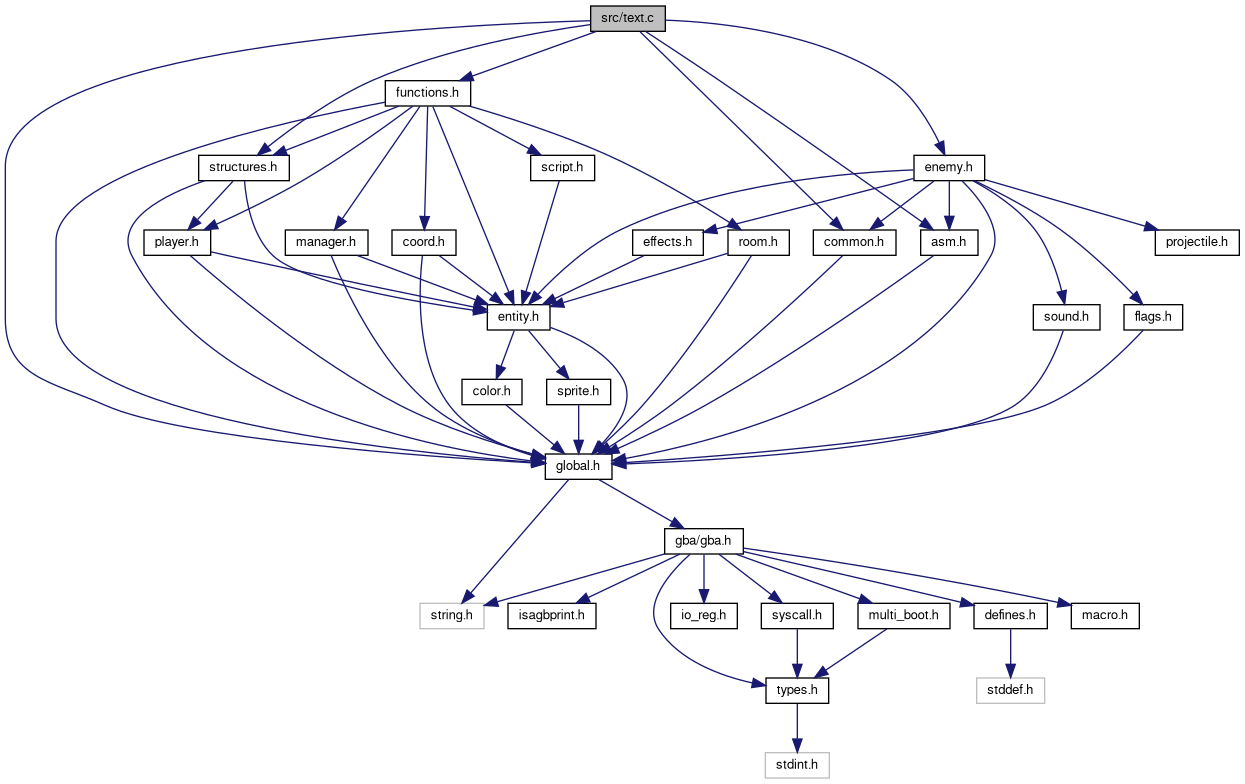 src/text.c
functions.h
structures.h
script.h
enemy.h
player.h
manager.h
coord.h
effects.h
room.h
common.h
asm.h
projectile.h
entity.h
sound.h
flags.h
color.h
sprite.h
global.h
gba/gba.h
string.h
isagbprint.h
io_reg.h
syscall.h
multi_boot.h
defines.h
macro.h
types.h
stddef.h
stdint.h